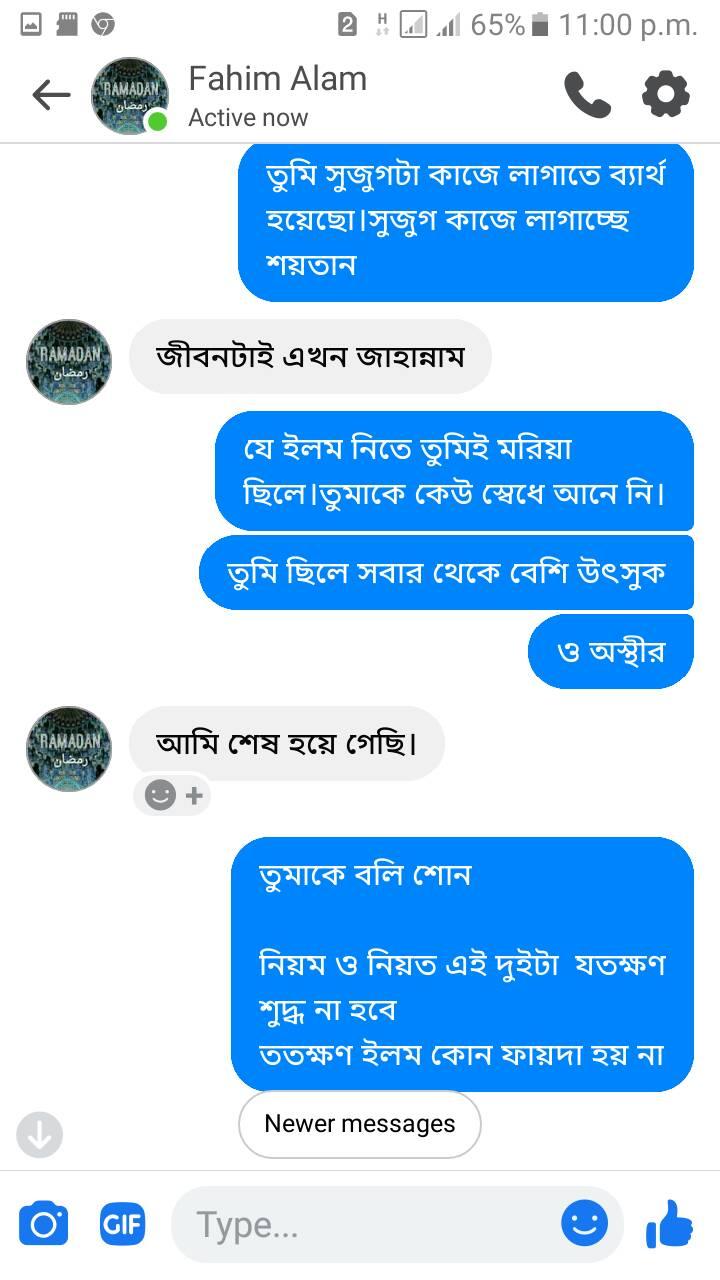 2 H 65% 11:00 p.m.
RAMADAN
رمضان
Fahim Alam
Active now
তুমি সুজুগটা কাজে লাগাতে ব্যার্থ
হয়েছো।সুজুগ কাজে লাগাচ্ছে
শয়তান
RAMADAN
رمضان
জীবনটাই এখন জাহান্নাম
যে ইলম নিতে তুমিই মরিয়া
ছিলে।তুমাকে কেউ স্বেধে আনে নি।
তুমি ছিলে সবার থেকে বেশি উৎসুক
ও অস্থীর
RAMADAN
رمضان
আমি শেষ হয়ে গেছি।
তুমাকে বলি শোন
নিয়ম ও নিয়ত এই দুইটা যতক্ষণ
শুদ্ধ না হবে
ততক্ষণ ইলম কোন ফায়দা হয় না
Newer messages
GIF
Type...